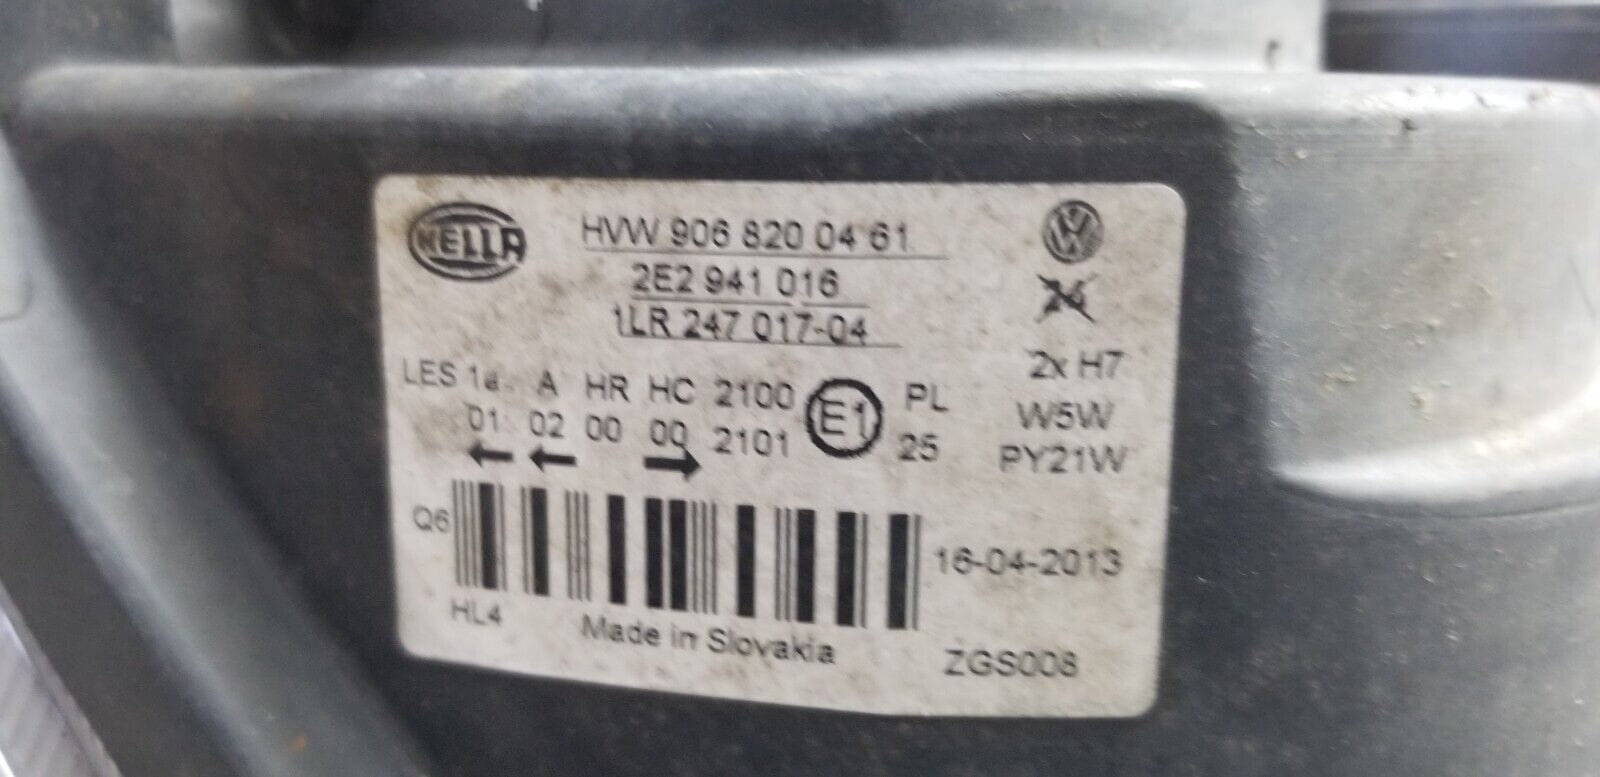 HELLA
HVW 906 820 04 61
2E2 941 016
1LR 247 017-04
24
2x H7
W5W
PY21W
LES 1a. A HR HC 2100 E1 PL
01 02 00 00 2101 25
Q6
16-04-2013
HL4
Made in Slovakia
ZGS008